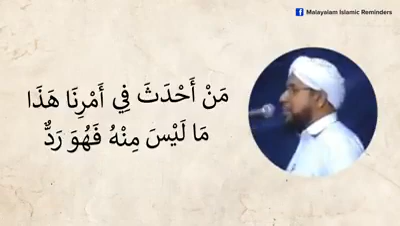 Malayalam Islamic Reminders
مَنْ أَحْدَثَ فِي أَمْرِنَا هَذَا
مَا لَيْسَ مِنْهُ فَهُوَ رَدٌّ